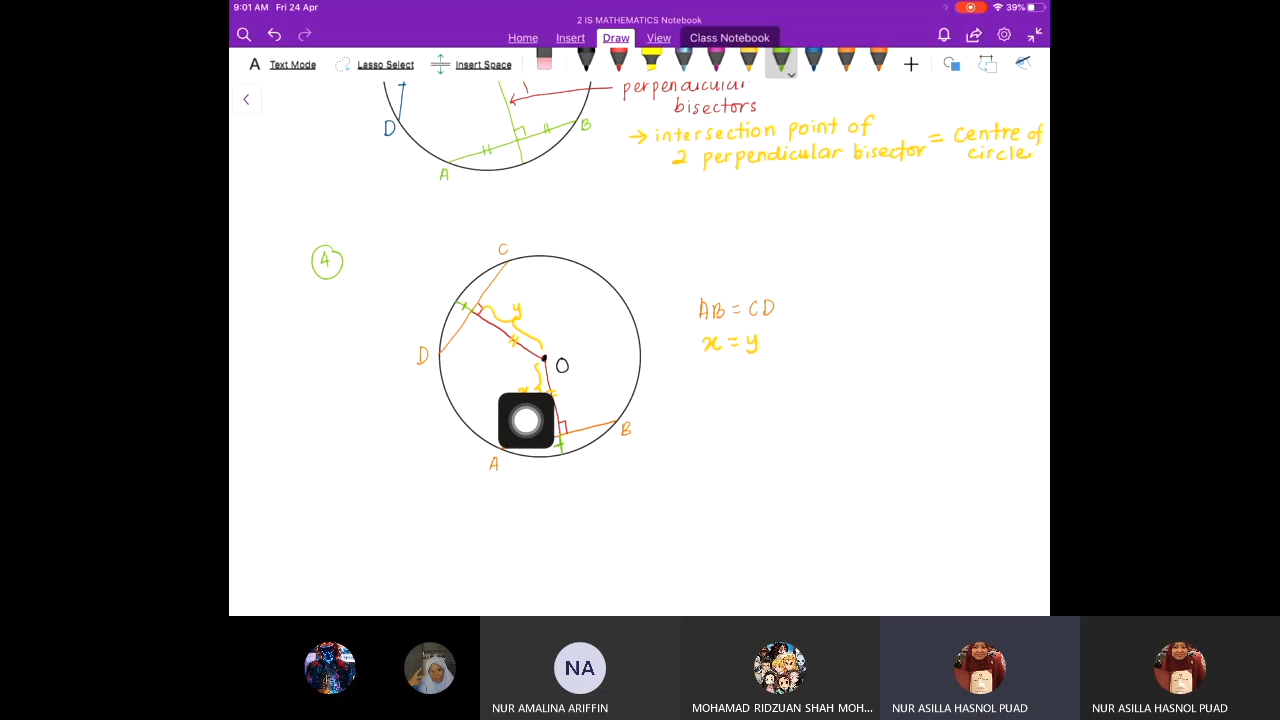 9:01 AM Fri 24 Apr
39%
2 IS MATHEMATICS Notebook
Home Insert Draw View Class Notebook
A Text Mode Lasso Select Insert Space
perpendicular
bisectors
D
B
A
→ intersection point of
2 perpendicular bisector = Centre of
circle
4
C
y
D
O
x
B
A
AB = CD
x = y
NA
NUR AMALINA ARIFFIN
MOHAMAD RIDZUAN SHAH MOH...
NUR ASILLA HASNOL PUAD
NUR ASILLA HASNOL PUAD